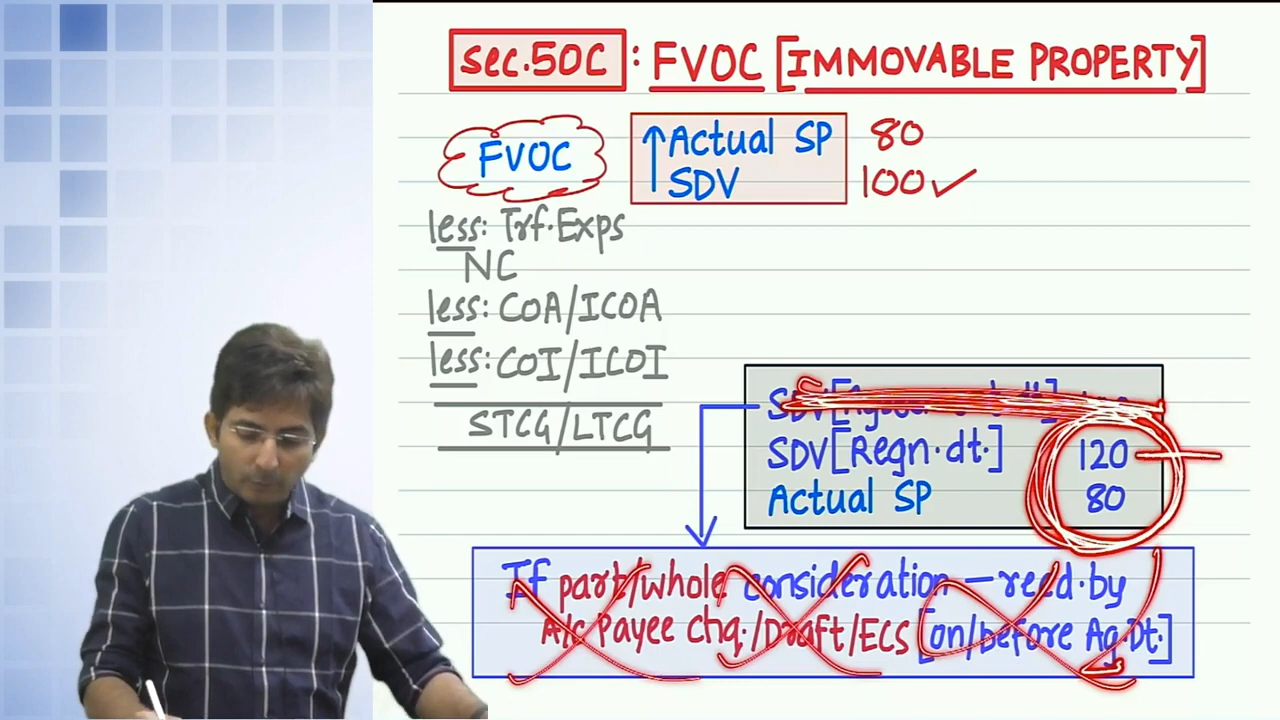 sec.50C : FVOC [IMMOVABLE PROPERTY]
FVOC
↑Actual SP 80
SDV 100✓
less: Trf.Exps
NC
less: COA/ICOA
less: COI/ICOI
STCG/LTCG
SDV
SDV[Regn.dt.] 120
Actual SP 80
If part/whole consideration – recd.by
A/c Payee Chq./Draft/ECS [on/before Ag.Dt.]